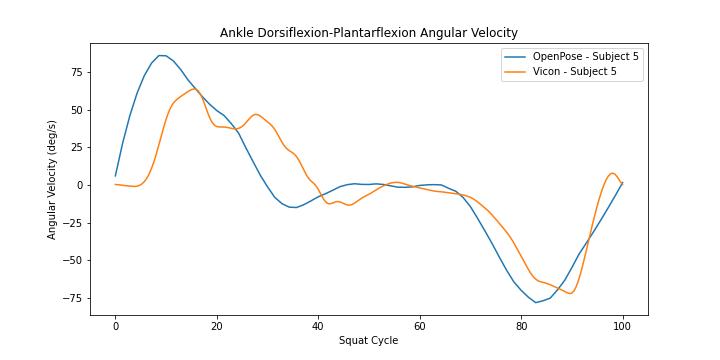 Ankle Dorsiflexion-Plantarflexion Angular Velocity
OpenPose - Subject 5
Vicon - Subject 5
Angular Velocity (deg/s)
75
50
25
0
−25
−50
−75
0 20 40 60 80 100
Squat Cycle